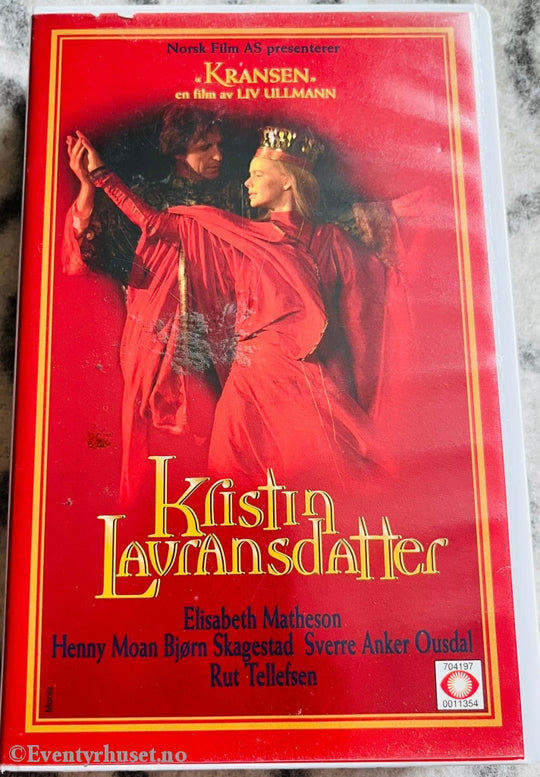 Norsk Film AS presenterer
"KRANSEN"
en film av LIV ULLMANN
Kristin
Lavransdatter
Elisabeth Matheson
Henny Moan Bjørn Skagestad Sverre Anker Ousdal
Rut Tellefsen
704197
0011354
Monis
©Eventyrhuset.no